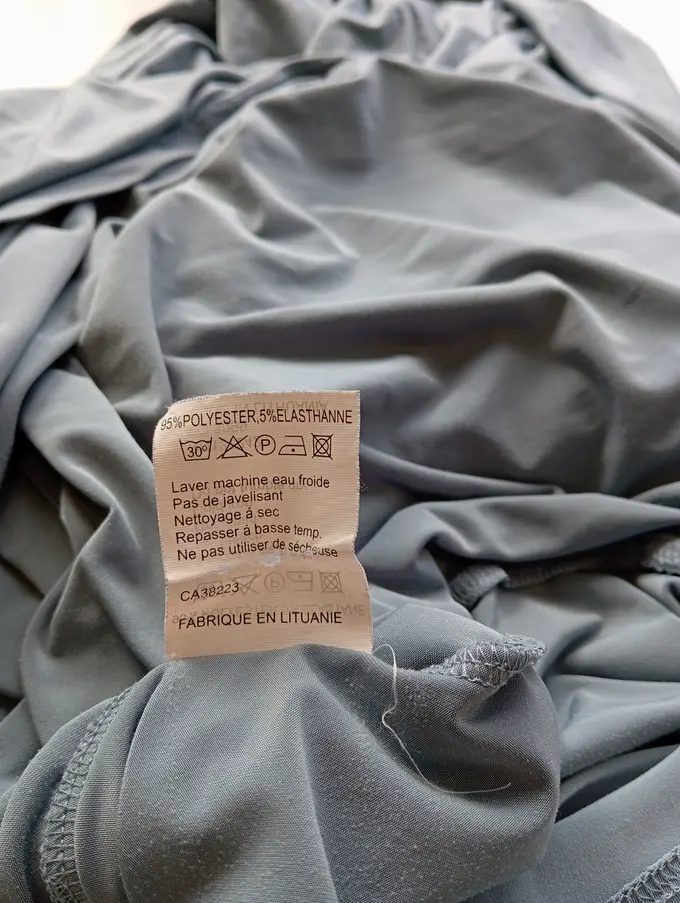 95%POLYESTER,5%ELASTHANNE
30° P
Laver machine eau froide
Pas de javelisant
Nettoyage á sec
Repasser á basse temp.
Ne pas utiliser de sécheuse
CA38223
FABRIQUE EN LITUANIE